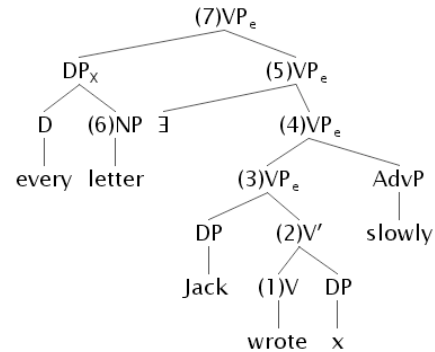 (7)VPe
DPX (5)VPe
D (6)NP ∃ (4)VPe
every letter (3)VPe AdvP
DP (2)V′ slowly
Jack (1)V DP
wrote x